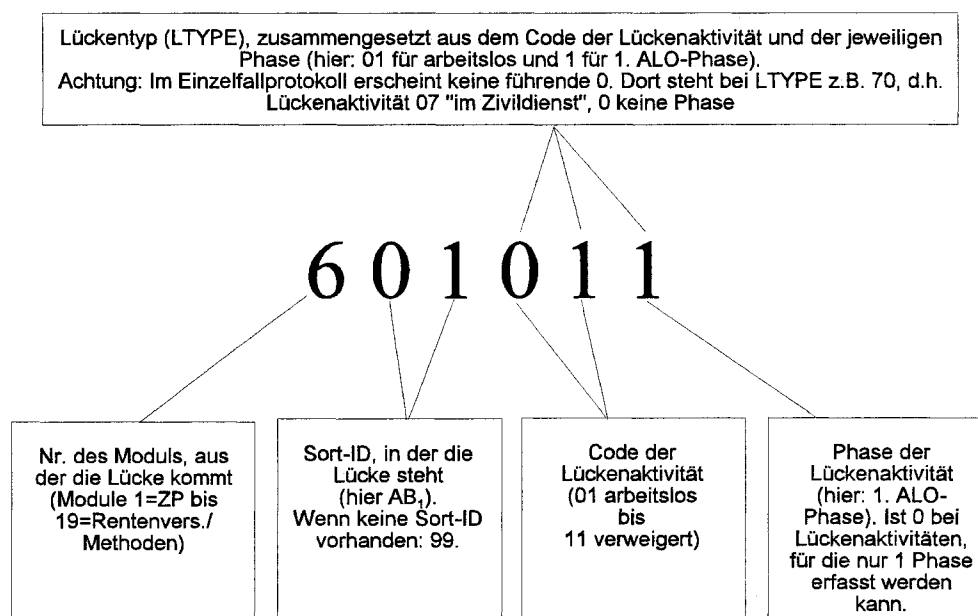 Lückentyp (LTYPE), zusammengesetzt aus dem Code der Lückenaktivität und der jeweiligen
Phase (hier: 01 für arbeitslos und 1 für 1. ALO-Phase).
Achtung: Im Einzelfallprotokoll erscheint keine führende 0. Dort steht bei LTYPE z.B. 70, d.h.
Lückenaktivität 07 "im Zivildienst", 0 keine Phase
6 0 1 0 1 1
Nr. des Moduls, aus
der die Lücke kommt
(Module 1=ZP bis
19=Rentenvers./
Methoden)
Sort-ID, in der die
Lücke steht
(hier AB₁).
Wenn keine Sort-ID
vorhanden: 99.
Code der
Lückenaktivität
(01 arbeitslos
bis
11 verweigert)
Phase der
Lückenaktivität
(hier: 1. ALO-
Phase). Ist 0 bei
Lückenaktivitäten,
für die nur 1 Phase
erfasst werden
kann.